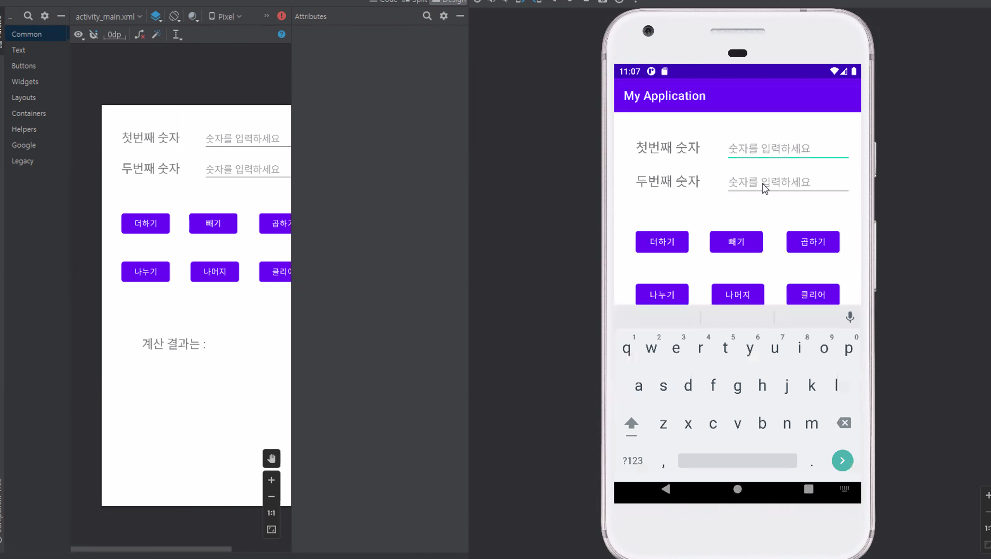 Code
Split
Design
activity_main.xml
Pixel
Attributes
0dp
Common
Text
Buttons
Widgets
Layouts
Containers
Helpers
Google
Legacy
첫번째 숫자 숫자를 입력하세요
두번째 숫자 숫자를 입력하세요
더하기 빼기 곱하기
나누기 나머지 클리어
계산 결과는 :
1:1
11:07
My Application
첫번째 숫자 숫자를 입력하세요
두번째 숫자 숫자를 입력하세요
더하기 빼기 곱하기
나누기 나머지 클리어
1 2 3 4 5 6 7 8 9 0
q w e r t y u i o p
a s d f g h j k l
z x c v b n m
?123 , .